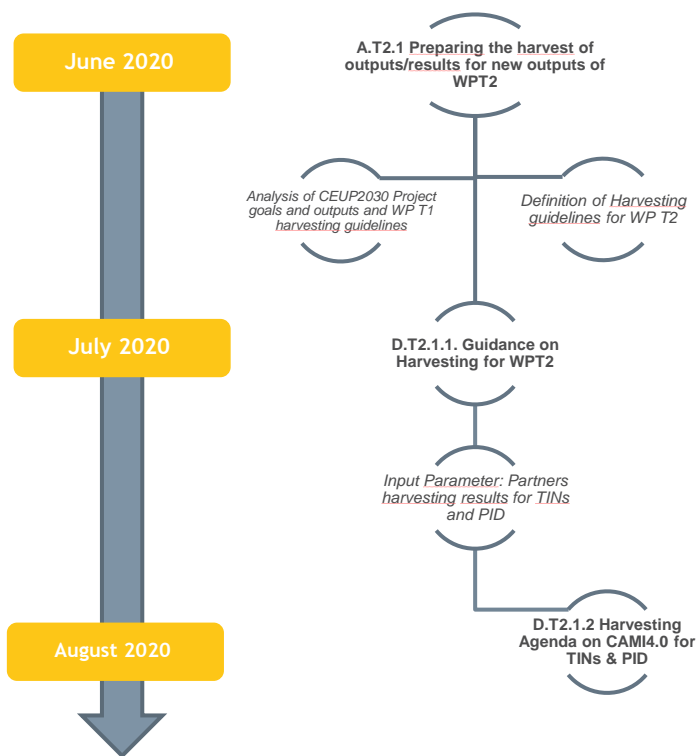 June 2020
A.T2.1 Preparing the harvest of
outputs/results for new outputs of
WPT2
Analysis of CEUP2030 Project
goals and outputs and WP T1
harvesting guidelines
Definition of Harvesting
guidelines for WP T2
July 2020
D.T2.1.1. Guidance on
Harvesting for WPT2
Input Parameter: Partners
harvesting results for TINs
and PID
August 2020
D.T2.1.2 Harvesting
Agenda on CAMI4.0 for
TINs & PID